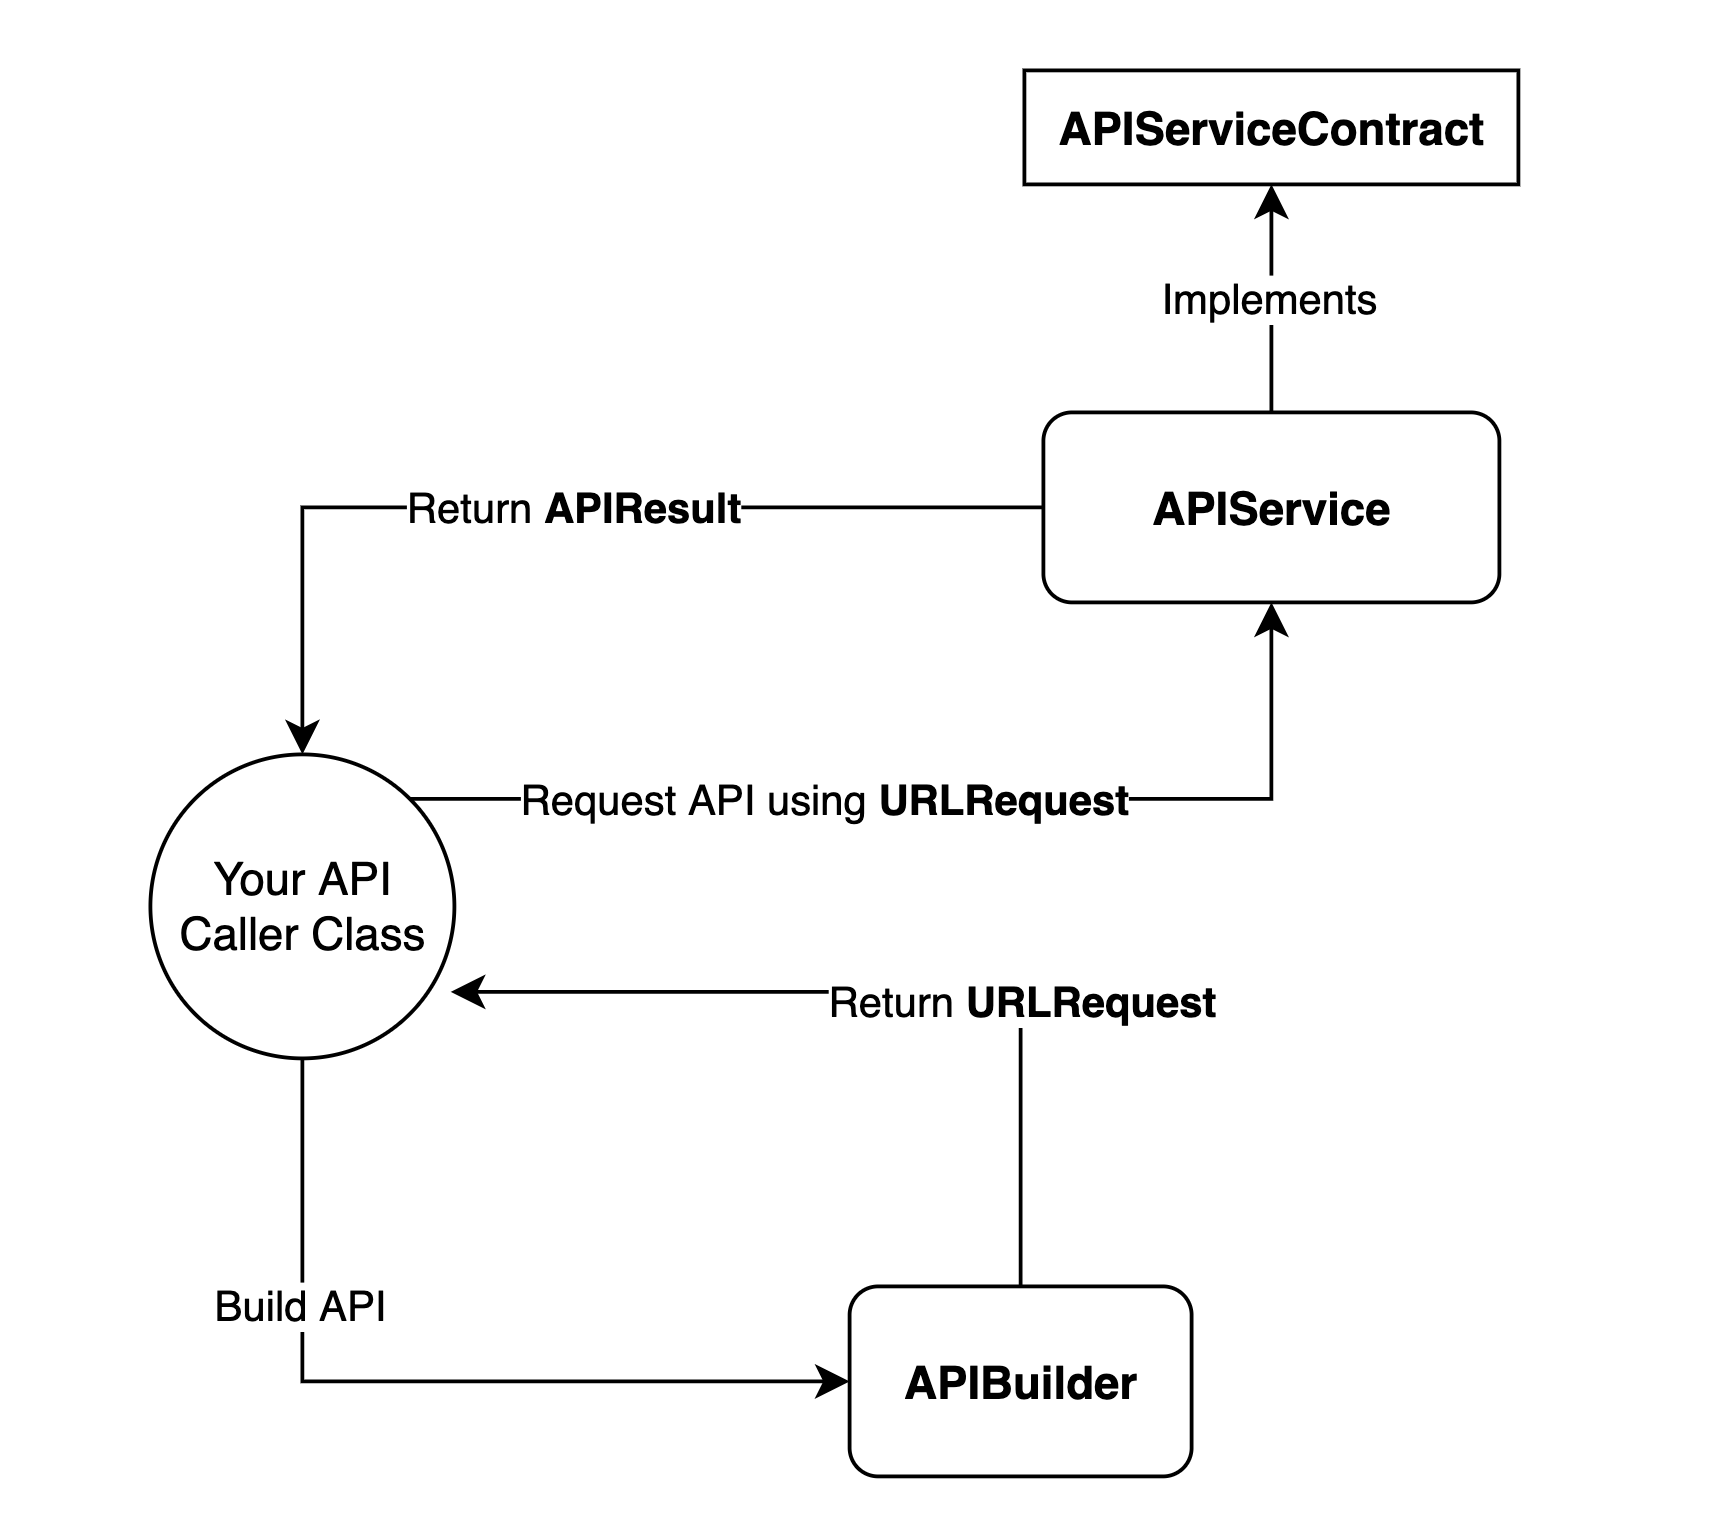 APIServiceContract
Implements
Return APIResult
APIService
Request API using URLRequest
Your API
Caller Class
Return URLRequest
Build API
APIBuilder